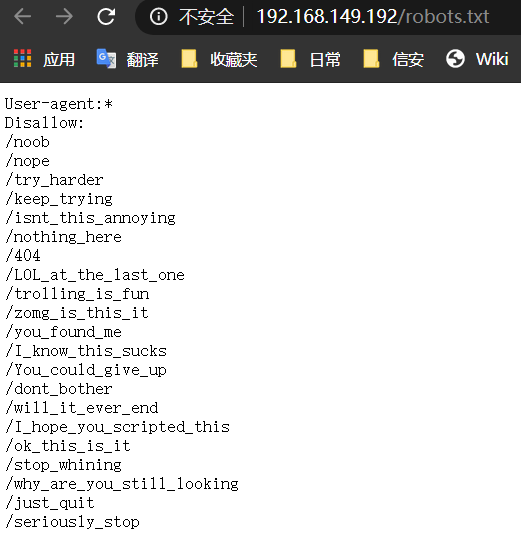 不安全 192.168.149.192/robots.txt
应用 翻译 收藏夹 日常 信安 Wiki
User-agent:*
Disallow:
/noob
/nope
/try_harder
/keep_trying
/isnt_this_annoying
/nothing_here
/404
/LOL_at_the_last_one
/trolling_is_fun
/zomg_is_this_it
/you_found_me
/I_know_this_sucks
/You_could_give_up
/dont_bother
/will_it_ever_end
/I_hope_you_scripted_this
/ok_this_is_it
/stop_whining
/why_are_you_still_looking
/just_quit
/seriously_stop